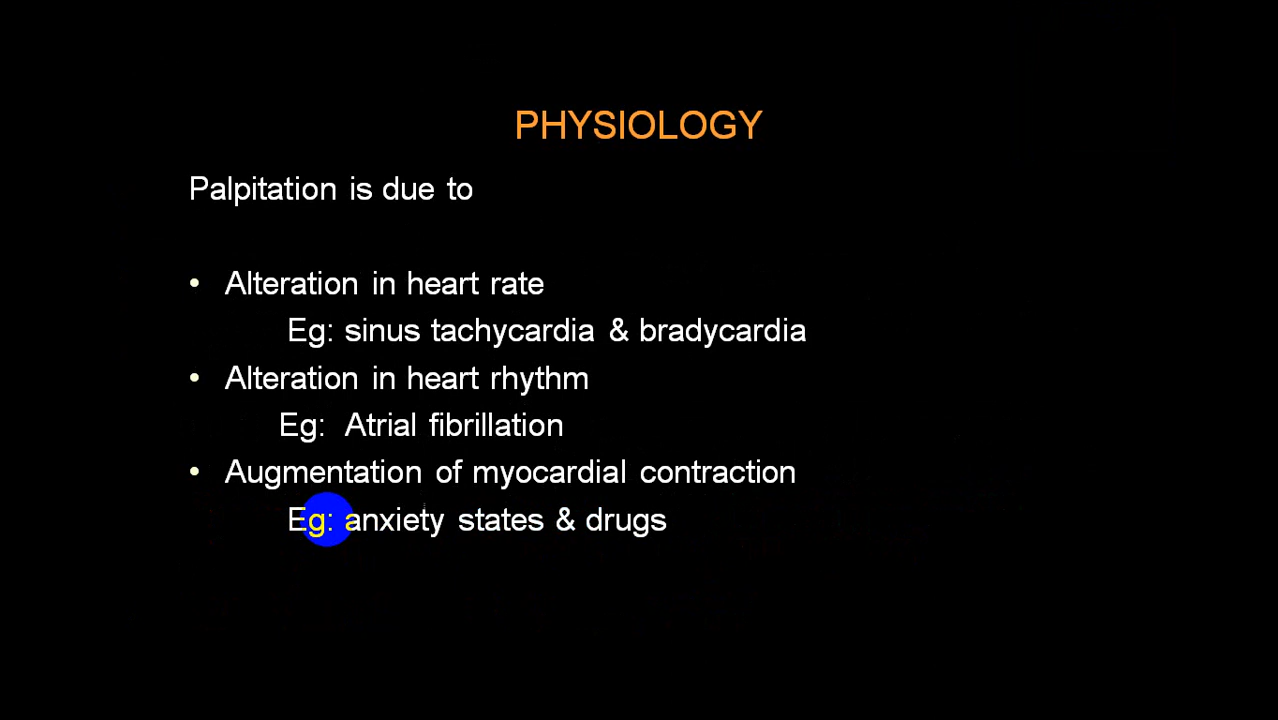 PHYSIOLOGY
Palpitation is due to
• Alteration in heart rate
Eg: sinus tachycardia & bradycardia
• Alteration in heart rhythm
Eg: Atrial fibrillation
• Augmentation of myocardial contraction
Eg: anxiety states & drugs